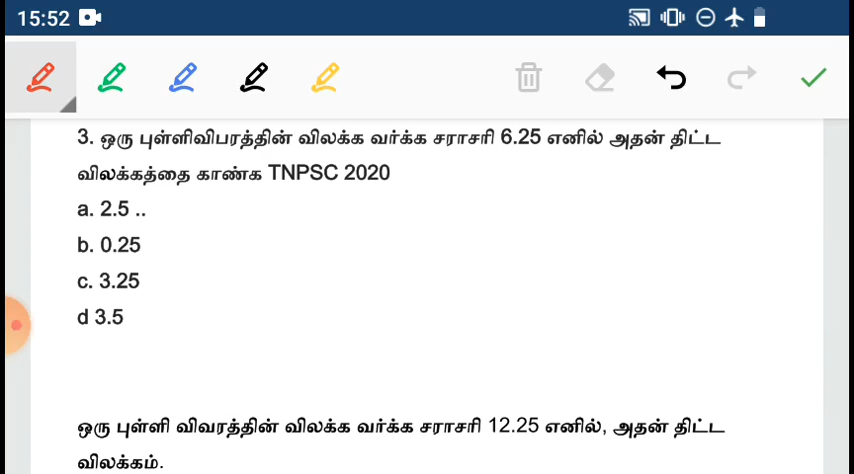 15:52
3. ஒரு புள்ளிவிபரத்தின் விலக்க வர்க்க சராசரி 6.25 எனில் அதன் திட்ட
விலக்கத்தை காண்க TNPSC 2020
a. 2.5 ..
b. 0.25
c. 3.25
d 3.5
ஒரு புள்ளி விவரத்தின் விலக்க வர்க்க சராசரி 12.25 எனில், அதன் திட்ட
விலக்கம்.